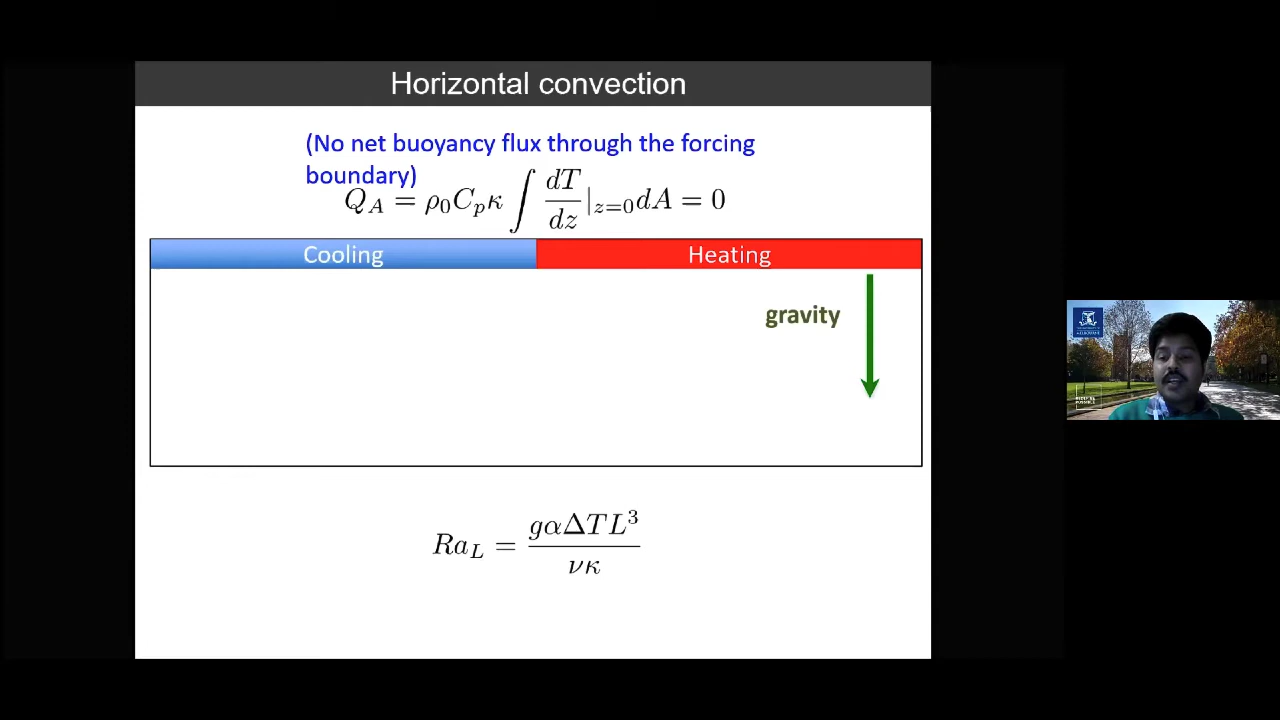 Horizontal convection
(No net buoyancy flux through the forcing
boundary)
Q_A = ρ_0 C_p κ ∫ dT/dz |_{z=0} dA = 0
Cooling
Heating
gravity
Ra_L = gαΔTL^3 / νκ